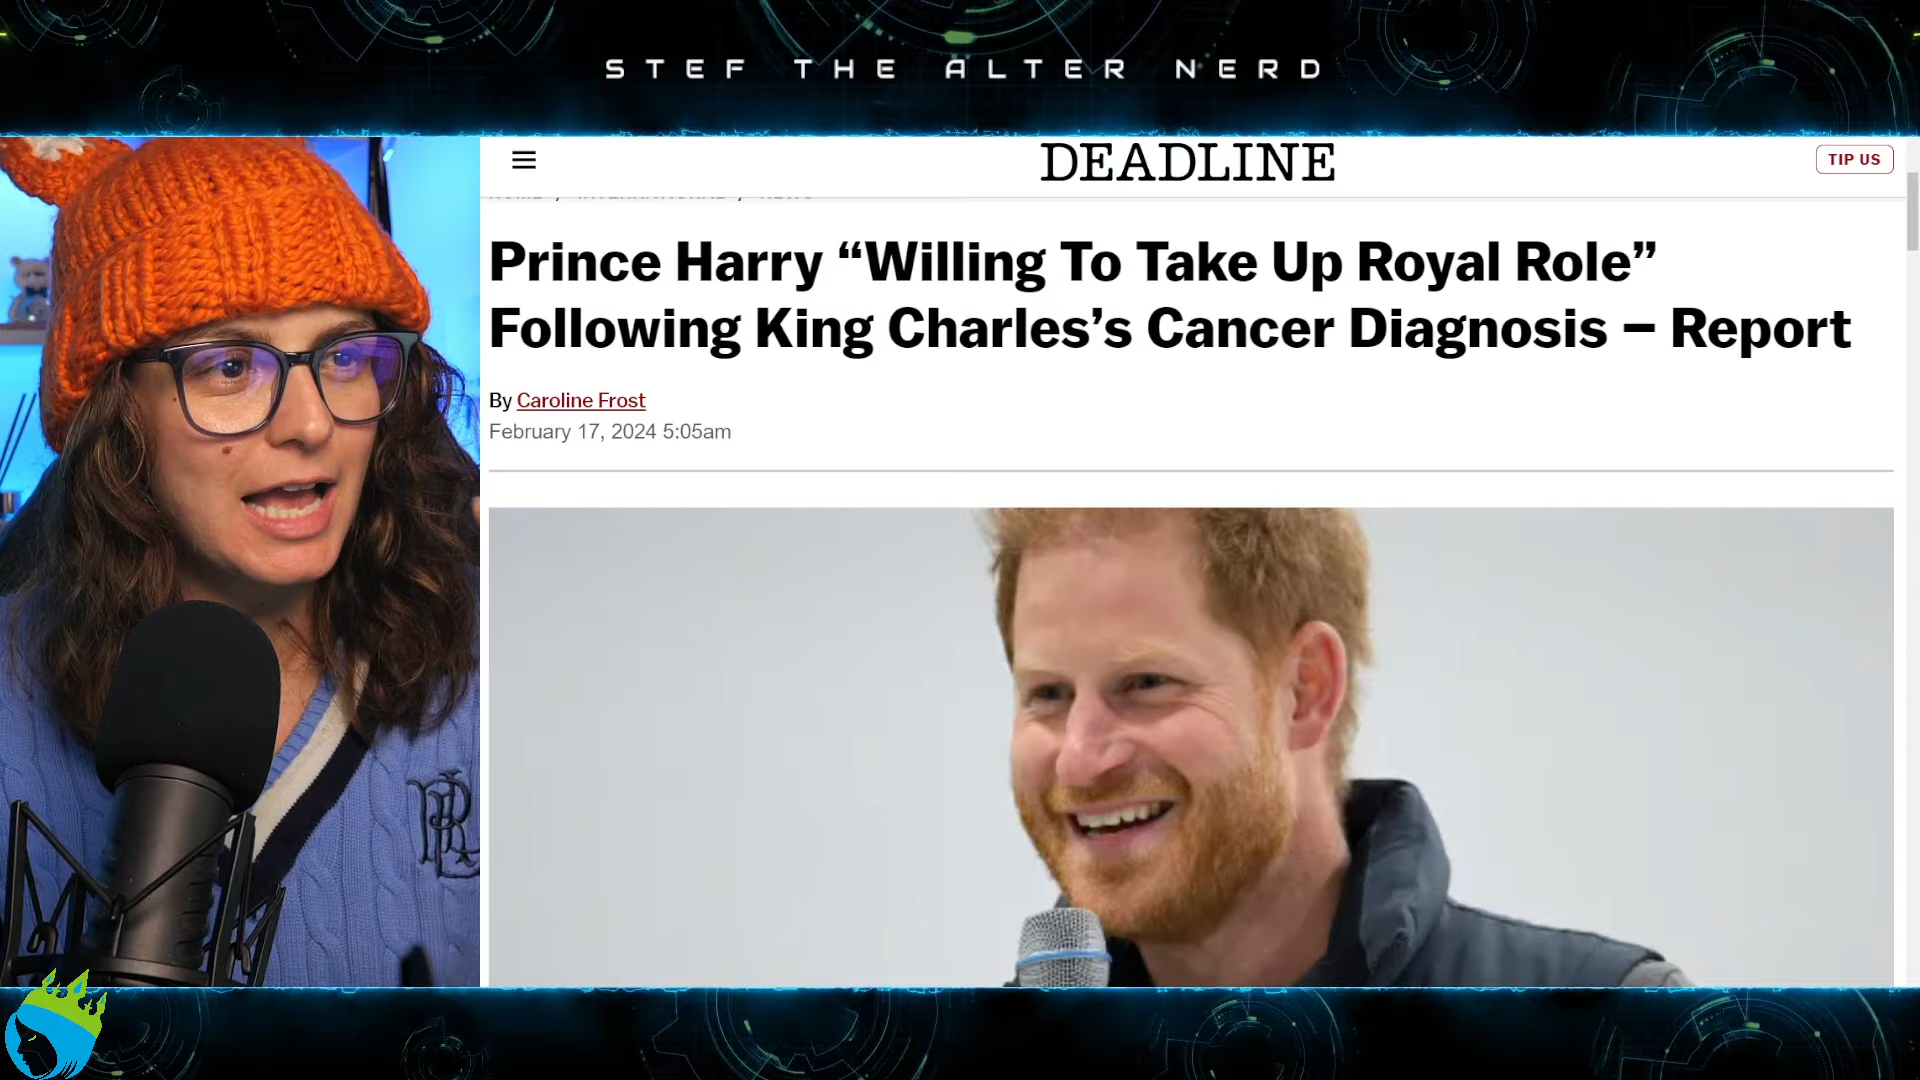 STEF THE ALTER NERD
DEADLINE
TIP US
Prince Harry “Willing To Take Up Royal Role”
Following King Charles’s Cancer Diagnosis – Report
By Caroline Frost
February 17, 2024 5:05am